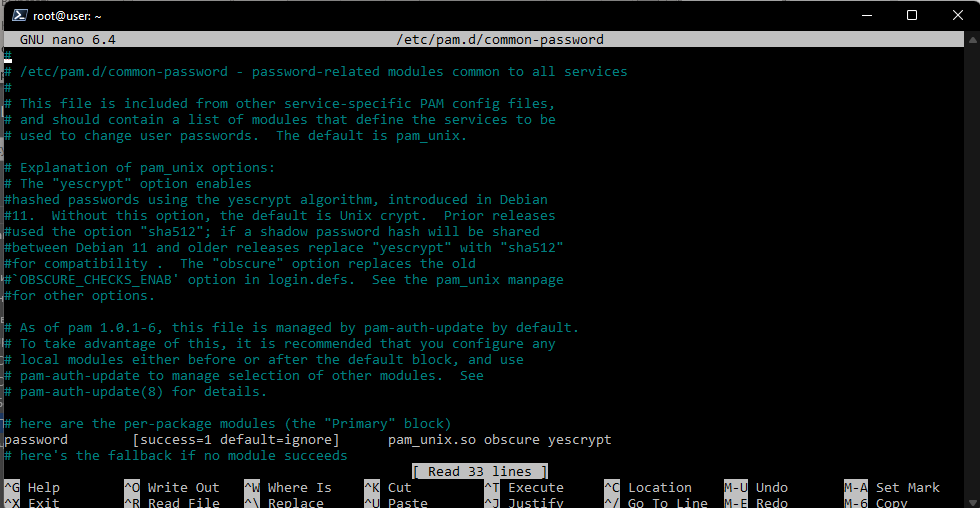 root@user: ~
GNU nano 6.4 /etc/pam.d/common-password
#
# /etc/pam.d/common-password - password-related modules common to all services
#
# This file is included from other service-specific PAM config files,
# and should contain a list of modules that define the services to be
# used to change user passwords.  The default is pam_unix.

# Explanation of pam_unix options:
# The "yescrypt" option enables
#hashed passwords using the yescrypt algorithm, introduced in Debian
#11.  Without this option, the default is Unix crypt.  Prior releases
#used the option "sha512"; if a shadow password hash will be shared
#between Debian 11 and older releases replace "yescrypt" with "sha512"
#for compatibility .  The "obscure" option replaces the old
#`OBSCURE_CHECKS_ENAB' option in login.defs.  See the pam_unix manpage
#for other options.

# As of pam 1.0.1-6, this file is managed by pam-auth-update by default.
# To take advantage of this, it is recommended that you configure any
# local modules either before or after the default block, and use
# pam-auth-update to manage selection of other modules.  See
# pam-auth-update(8) for details.

# here are the per-package modules (the "Primary" block)
password        [success=1 default=ignore]      pam_unix.so obscure yescrypt
# here's the fallback if no module succeeds
[ Read 33 lines ]
^G Help ^O Write Out ^W Where Is ^K Cut ^T Execute ^C Location M-U Undo M-A Set Mark
^X Exit ^R Read File ^\ Replace ^U Paste ^J Justify ^/ Go To Line M-E Redo M-6 Copy